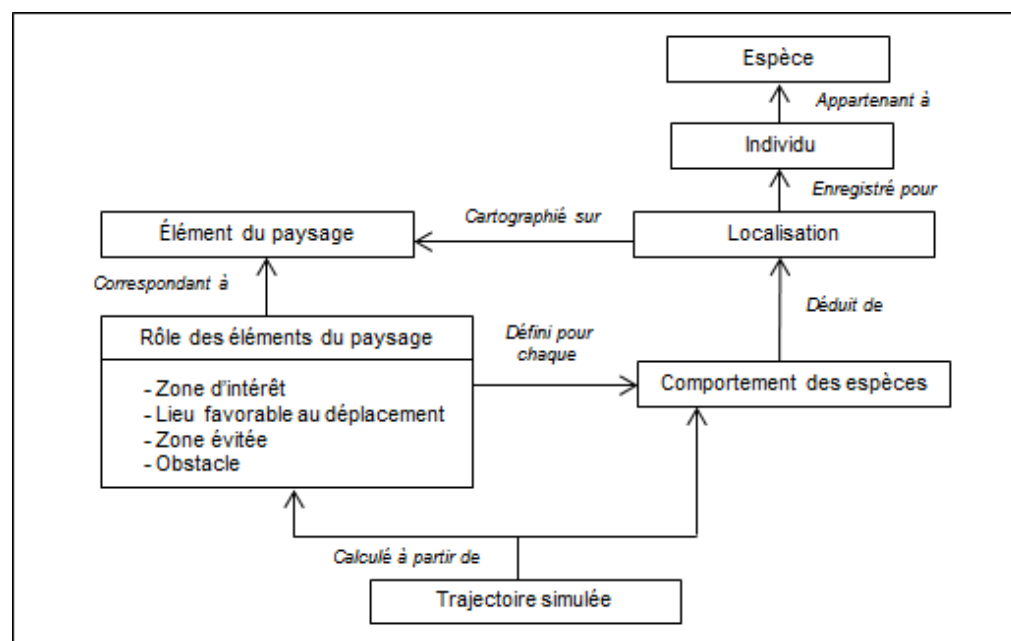 Espèce
Appartenant à
Individu
Enregistré pour
Cartographié sur
Élément du paysage
Localisation
Correspondant à
Déduit de
Rôle des éléments du paysage
Défini pour
chaque
- Zone d'intérêt
- Lieu favorable au déplacement
- Zone évitée
- Obstacle
Comportement des espèces
Calculé à partir de
Trajectoire simulée